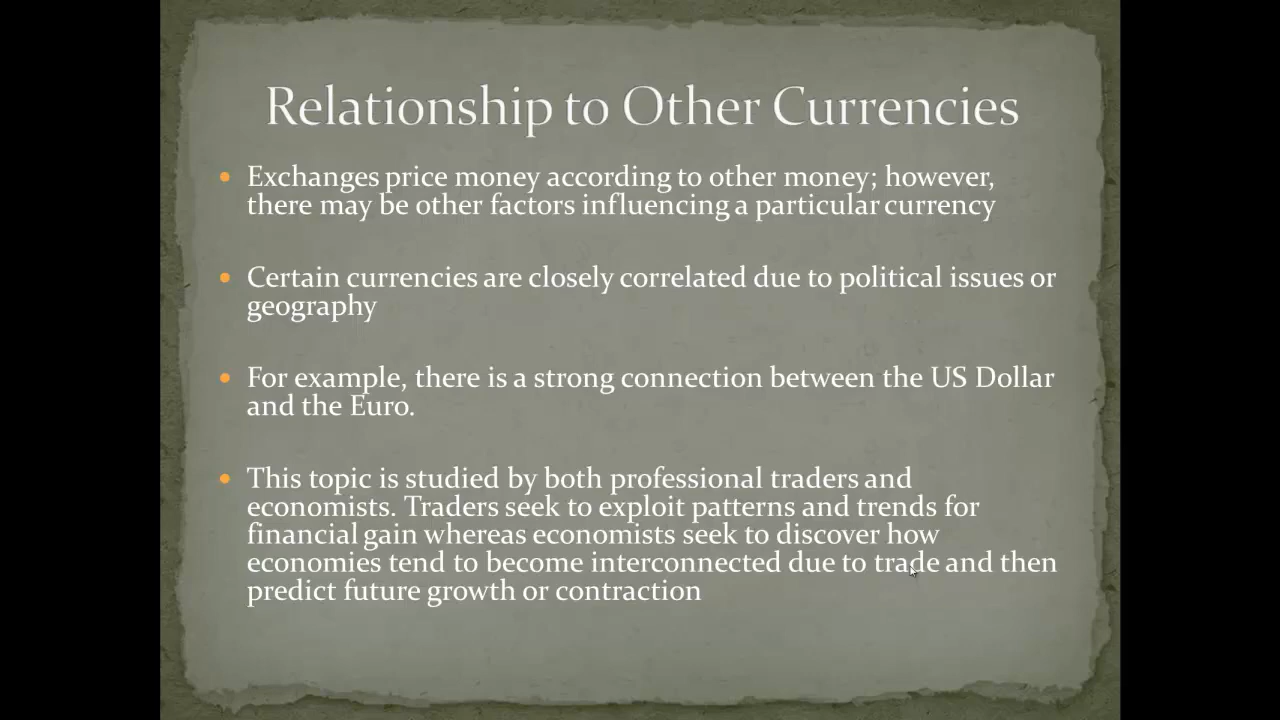 Relationship to Other Currencies
• Exchanges price money according to other money; however,
there may be other factors influencing a particular currency
• Certain currencies are closely correlated due to political issues or
geography
• For example, there is a strong connection between the US Dollar
and the Euro.
• This topic is studied by both professional traders and
economists. Traders seek to exploit patterns and trends for
financial gain whereas economists seek to discover how
economies tend to become interconnected due to trade and then
predict future growth or contraction